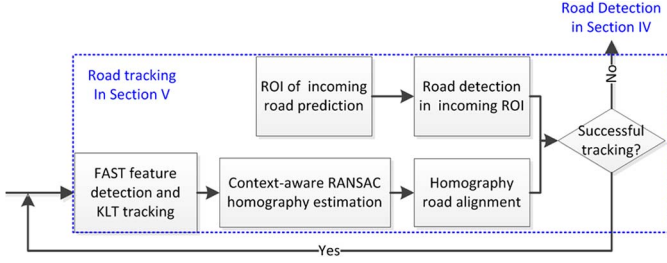 Road Detection
in Section IV
Road tracking
In Section V
ROI of incoming
road prediction
Road detection
in incoming ROI
No
Successful
tracking?
FAST feature
detection and
KLT tracking
Context-aware RANSAC
homography estimation
Homography
road alignment
Yes